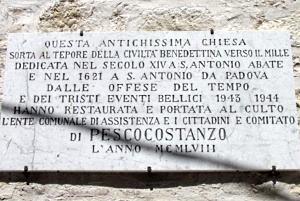 QUESTA ANTICHISSIMA CHIESA
SORTA AL TEPORE DELLA CIVILTA' BENEDETTINA VERSO IL MILLE
DEDICATA NEL SECOLO XIV A S. ANTONIO ABATE
E NEL 1621 A S. ANTONIO DA PADOVA
DALLE OFFESE DEL TEMPO
E DEI TRISTI EVENTI BELLICI 1943 1944
HANNO RESTAURATA E PORTATA AL CULTO
L'ENTE COMUNALE DI ASSISTENZA E I CITTADINI E COMITATO
DI PESCOCOSTANZO
L'ANNO MCMLVIII